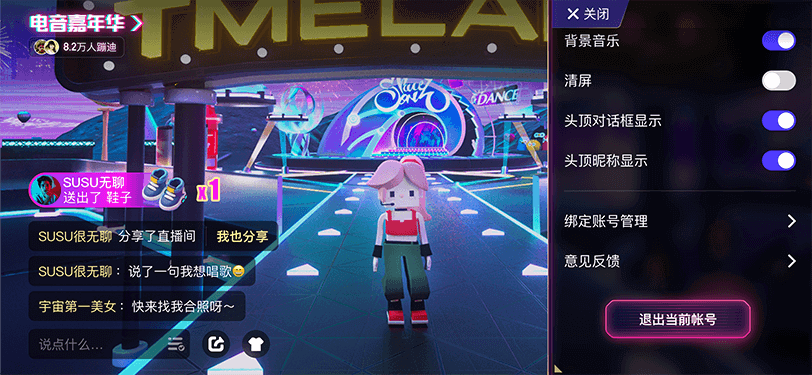 电音嘉年华
TMELA
8.2万人蹦迪
DANCE
SUSU无聊
送出了 鞋子
x1
SUSU很无聊 分享了直播间 我也分享
SUSU很无聊：说了一句我想唱歌😄
宇宙第一美女：快来找我合照呀～
说点什么...
关闭
背景音乐
清屏
头顶对话框显示
头顶昵称显示
绑定账号管理
意见反馈
退出当前帐号